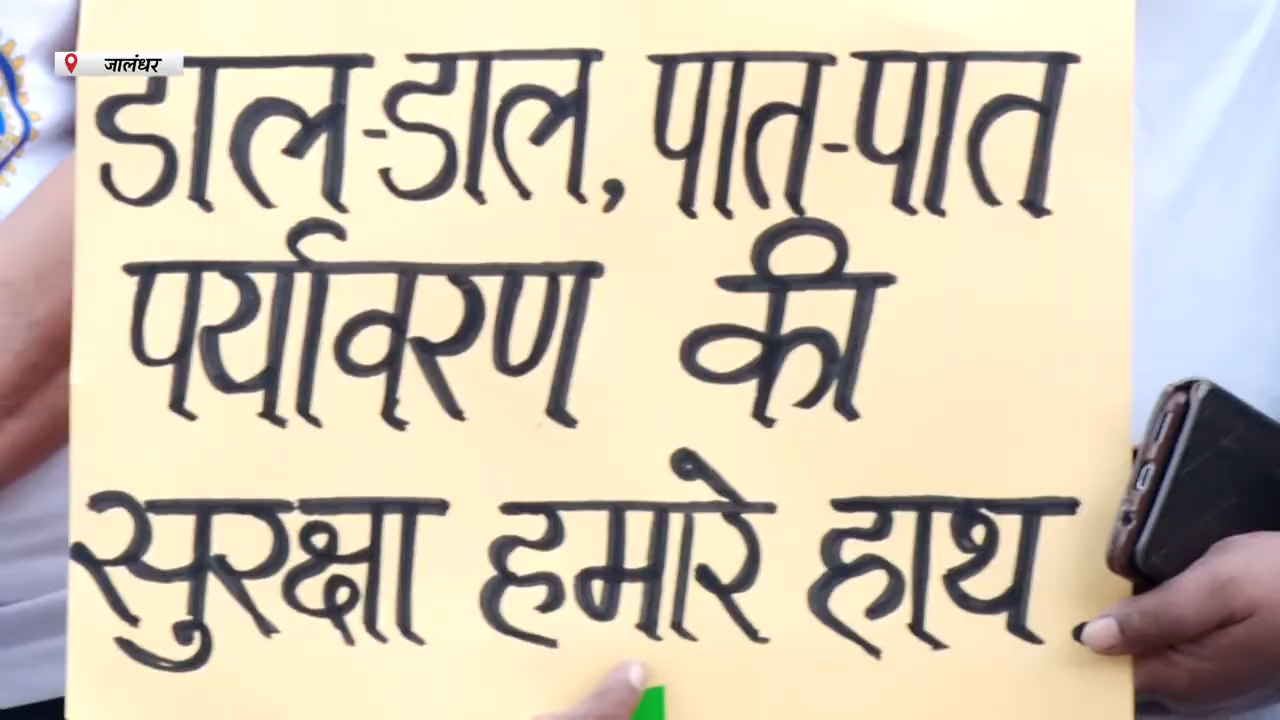 जालंधर
डाल-डाल, पात-पात
पर्यावरण की
सुरक्षा हमारे हाथ